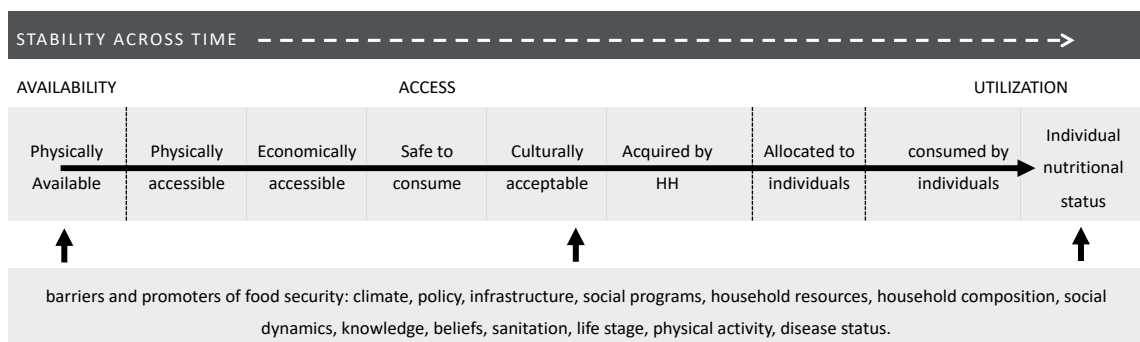 STABILITY ACROSS TIME
AVAILABILITY ACCESS UTILIZATION
Physically Available
Physically accessible
Economically accessible
Safe to consume
Culturally acceptable
Acquired by HH
Allocated to individuals
consumed by individuals
Individual nutritional status
barriers and promoters of food security: climate, policy, infrastructure, social programs, household resources, household composition, social
dynamics, knowledge, beliefs, sanitation, life stage, physical activity, disease status.